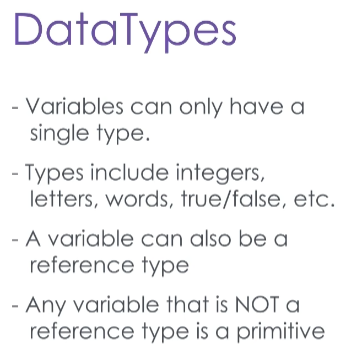 DataTypes
- Variables can only have a
single type.
- Types include integers,
letters, words, true/false, etc.
- A variable can also be a
reference type
- Any variable that is NOT a
reference type is a primitive